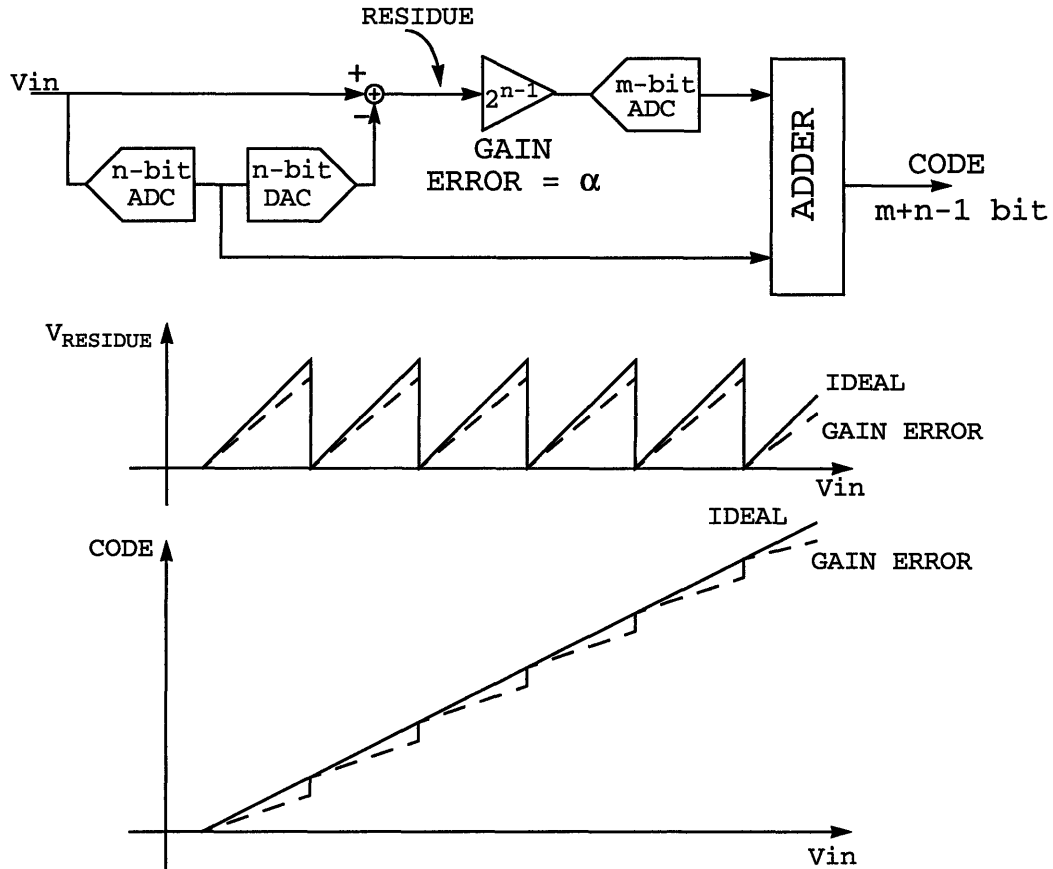 RESIDUE
Vin
+
+
−
2ⁿ⁻¹
m-bit
ADC
n-bit
ADC
n-bit
DAC
GAIN
ERROR = α
ADDER
CODE
m+n-1 bit
V_RESIDUE
IDEAL
GAIN ERROR
Vin
CODE
IDEAL
GAIN ERROR
Vin